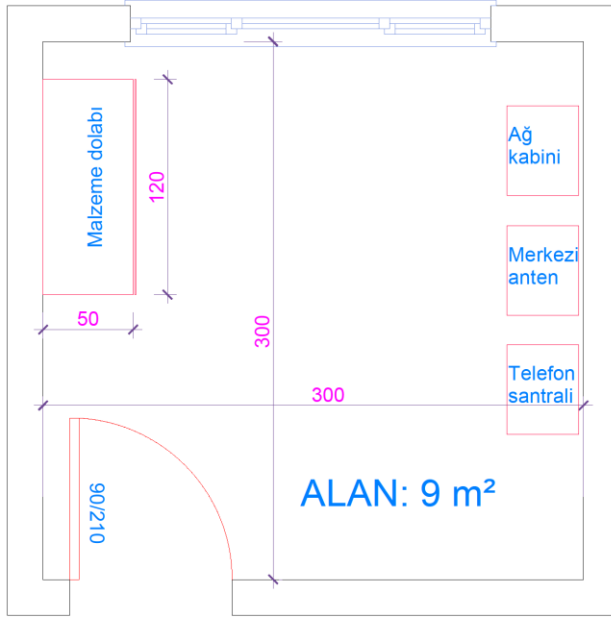 Malzeme dolabı
120
50
300
300
Ağ
kabini
Merkezi
anten
Telefon
santrali
90/210
ALAN: 9 m²